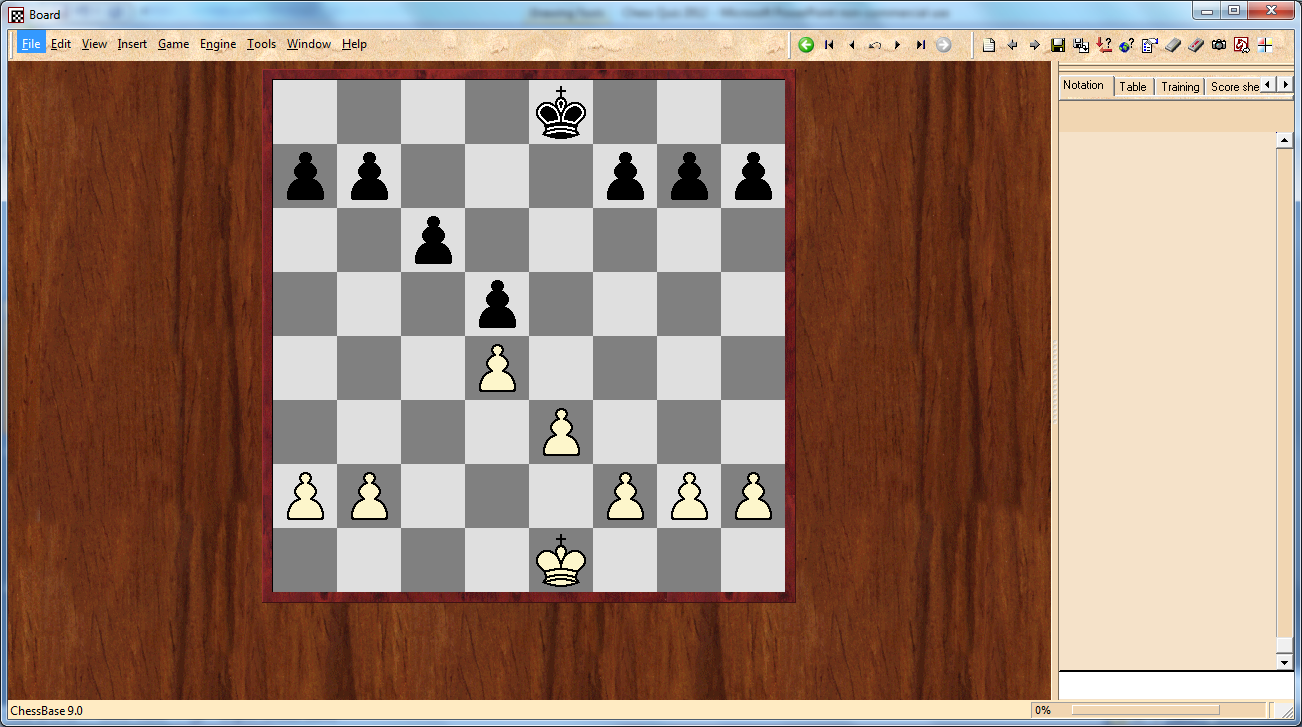 Board
File Edit View Insert Game Engine Tools Window Help
Notation Table Training Score she
ChessBase 9.0
0%